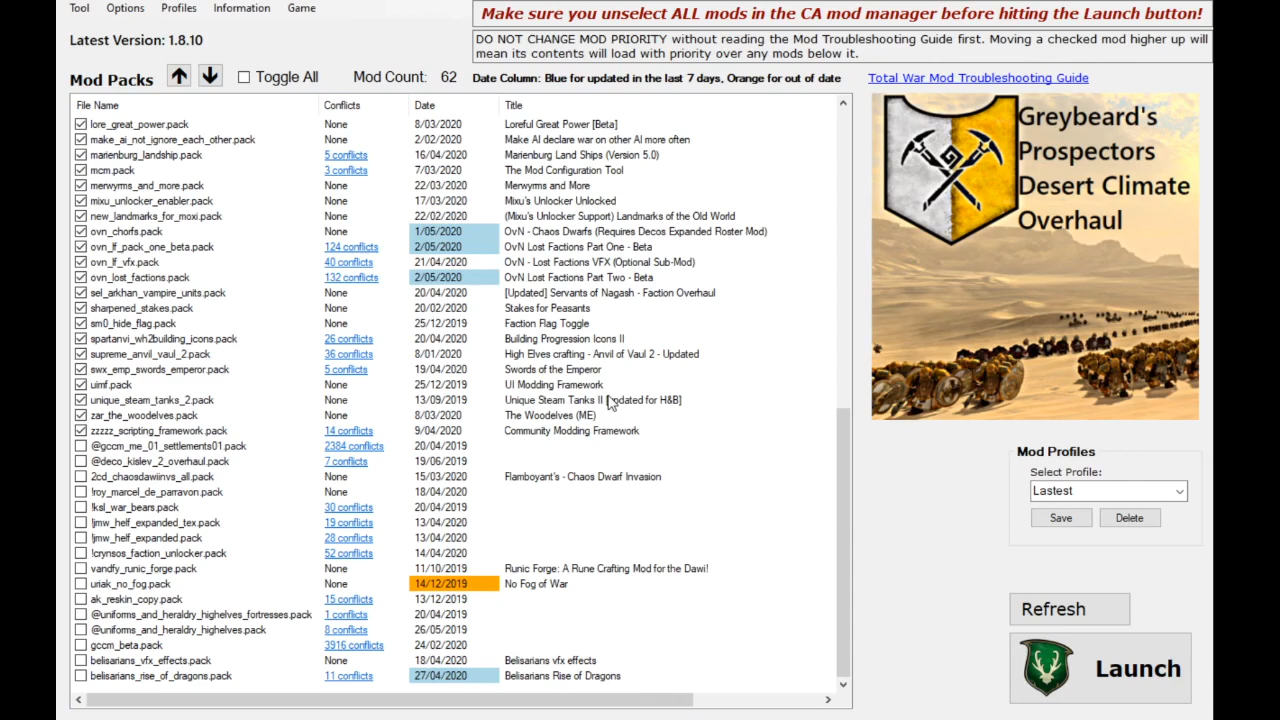 Tool Options Profiles Information Game
Make sure you unselect ALL mods in the CA mod manager before hitting the Launch button!
Latest Version: 1.8.10
DO NOT CHANGE MOD PRIORITY without reading the Mod Troubleshooting Guide first. Moving a checked mod higher up will
mean its contents will load with priority over any mods below it.
Mod Packs Toggle All Mod Count: 62 Date Column: Blue for updated in the last 7 days, Orange for out of date Total War Mod Troubleshooting Guide
File Name Conflicts Date Title
lore_great_power.pack None 8/03/2020 Loreful Great Power [Beta]
make_ai_not_ignore_each_other.pack None 2/02/2020 Make AI declare war on other AI more often
marienburg_landship.pack 5 conflicts 16/04/2020 Marienburg Land Ships (Version 5.0)
mcm.pack 3 conflicts 7/03/2020 The Mod Configuration Tool
merwyrms_and_more.pack None 22/03/2020 Merwyrms and More
mixu_unlocker_enabler.pack None 17/03/2020 Mixu's Unlocker Unlocked
new_landmarks_for_moxi.pack None 22/02/2020 (Mixu's Unlocker Support) Landmarks of the Old World
ovn_chorfs.pack None 1/05/2020 OvN - Chaos Dwarfs (Requires Decos Expanded Roster Mod)
ovn_lf_pack_one_beta.pack 124 conflicts 2/05/2020 OvN Lost Factions Part One - Beta
ovn_lf_vfx.pack 40 conflicts 21/04/2020 OvN - Lost Factions VFX (Optional Sub-Mod)
ovn_lost_factions.pack 132 conflicts 2/05/2020 OvN Lost Factions Part Two - Beta
sel_arkhan_vampire_units.pack None 20/04/2020 [Updated] Servants of Nagash - Faction Overhaul
sharpened_stakes.pack None 20/02/2020 Stakes for Peasants
sm0_hide_flag.pack None 25/12/2019 Faction Flag Toggle
spartanvi_wh2building_icons.pack 26 conflicts 20/04/2020 Building Progression Icons II
supreme_anvil_vaul_2.pack 36 conflicts 8/01/2020 High Elves crafting - Anvil of Vaul 2 - Updated
swx_emp_swords_emperor.pack 5 conflicts 19/04/2020 Swords of the Emperor
uimf.pack None 25/12/2019 UI Modding Framework
unique_steam_tanks_2.pack None 13/09/2019 Unique Steam Tanks II [ pdated for H&B]
zar_the_woodelves.pack None 8/03/2020 The Woodelves (ME)
zzzzz_scripting_framework.pack 14 conflicts 9/04/2020 Community Modding Framework
@gccm_me_01_settlements01.pack 2384 conflicts 20/04/2019
@deco_kislev_2_overhaul.pack 7 conflicts 19/06/2019
2cd_chaosdawiinvs_all.pack None 15/03/2020 Flamboyant's - Chaos Dwarf Invasion
!roy_marcel_de_parravon.pack None 18/04/2020
!ksl_war_bears.pack 30 conflicts 20/04/2019
!jmw_helf_expanded_tex.pack 19 conflicts 13/04/2020
!jmw_helf_expanded.pack 28 conflicts 13/04/2020
!crynsos_faction_unlocker.pack 52 conflicts 14/04/2020
vandfy_runic_forge.pack None 11/10/2019 Runic Forge: A Rune Crafting Mod for the Dawi!
uriak_no_fog.pack None 14/12/2019 No Fog of War
ak_reskin_copy.pack 15 conflicts 13/12/2019
@uniforms_and_heraldry_highelves_fortresses.pack 1 conflicts 20/04/2019
@uniforms_and_heraldry_highelves.pack 8 conflicts 26/05/2019
gccm_beta.pack 3916 conflicts 24/02/2020
belisarians_vfx_effects.pack None 18/04/2020 Belisarians vfx effects
belisarians_rise_of_dragons.pack 11 conflicts 27/04/2020 Belisarians Rise of Dragons
Greybeard's
Prospectors
Desert Climate
Overhaul
Mod Profiles
Select Profile:
Lastest
Save Delete
Refresh
Launch